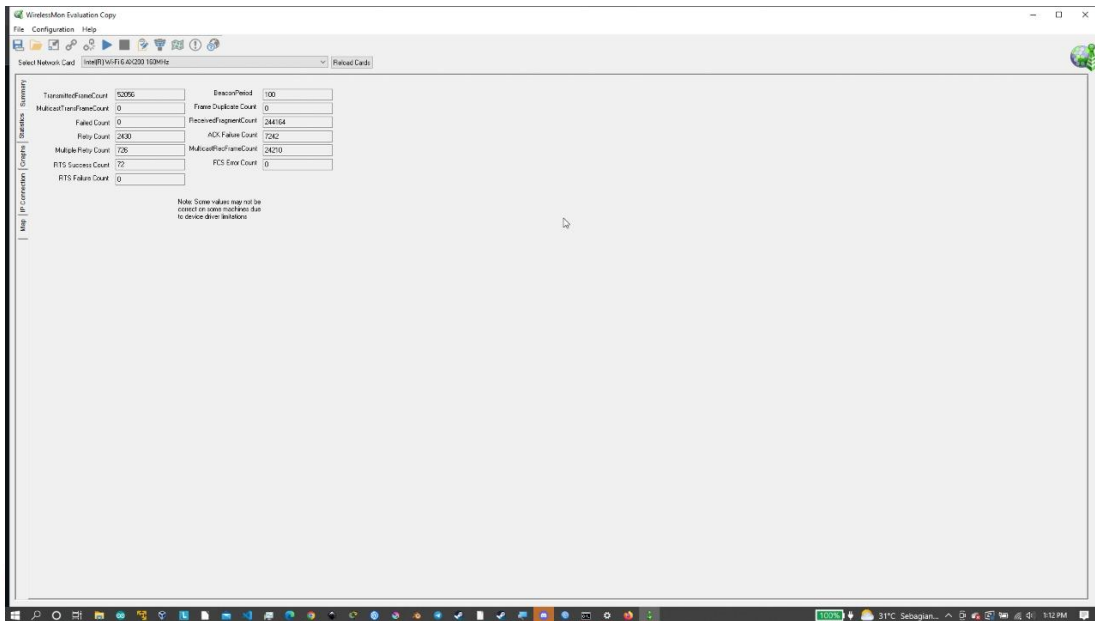 WirelessMon Evaluation Copy
File Configuration Help
Select Network Card Intel(R) Wi-Fi 6 AX200 160MHz Reload Cards
Summary
Statistics
Graphs
IP Connection
Map
TransmittedFrameCount 52056
MulticastTransFrameCount 0
Failed Count 0
Retry Count 2430
Multiple Retry Count 726
RTS Success Count 72
RTS Failure Count 0
BeaconPeriod 100
Frame Duplicate Count 0
ReceivedFragmentCount 244164
ACK Failure Count 7242
MulticastRecFrameCount 24210
FCS Error Count 0
Note: Some values may not be
correct on some machines due
to device driver limitations
100% 31°C Sebagian... 1:12 PM